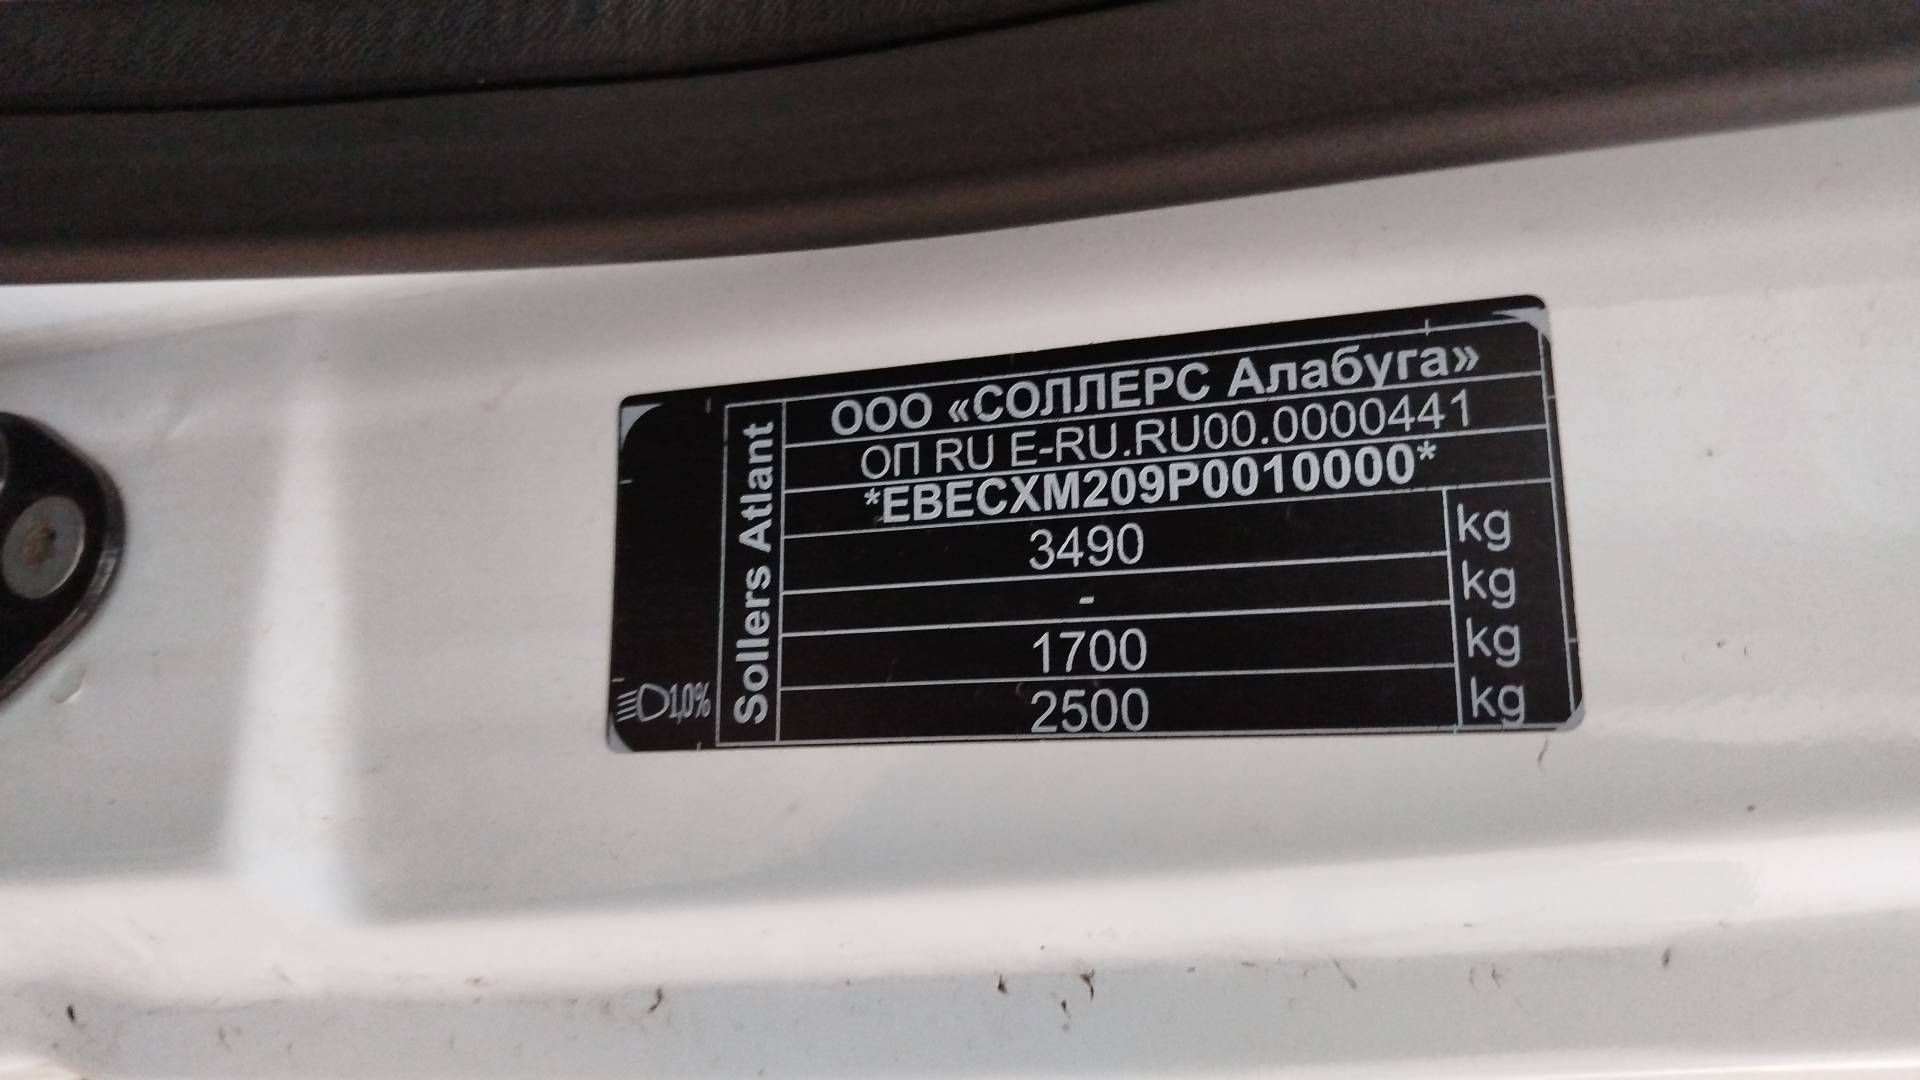 ООО «СОЛЛЕРС Алабуга»
ОП RU E-RU.RU00.0000441
*EBECXM209P0010000*
3490 kg
- kg
1700 kg
2500 kg
Sollers Atlant
1,0%